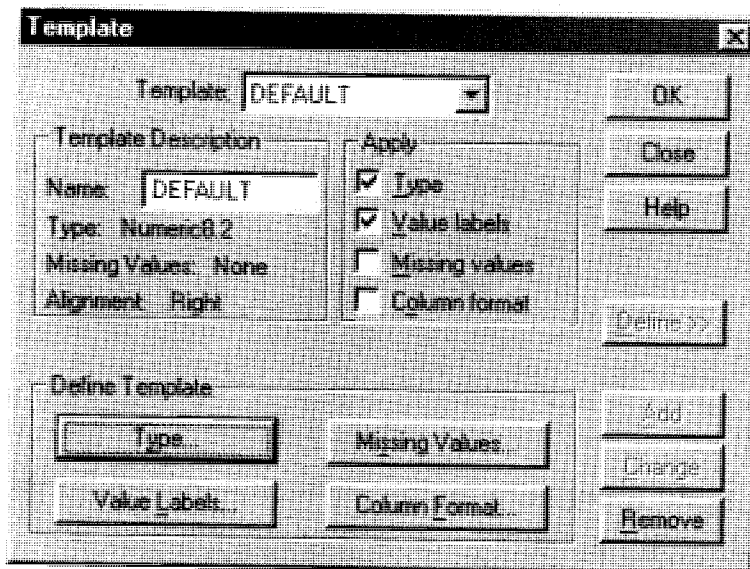 Template
Template: DEFAULT
OK
Close
Help
Template Description
Name: DEFAULT
Type: Numeric8.2
Missing Values: None
Alignment: Right
Apply
Type
Value labels
Missing values
Column format
Define >>
Define Template
Type...
Missing Values...
Value Labels...
Column Format...
Add
Change
Remove